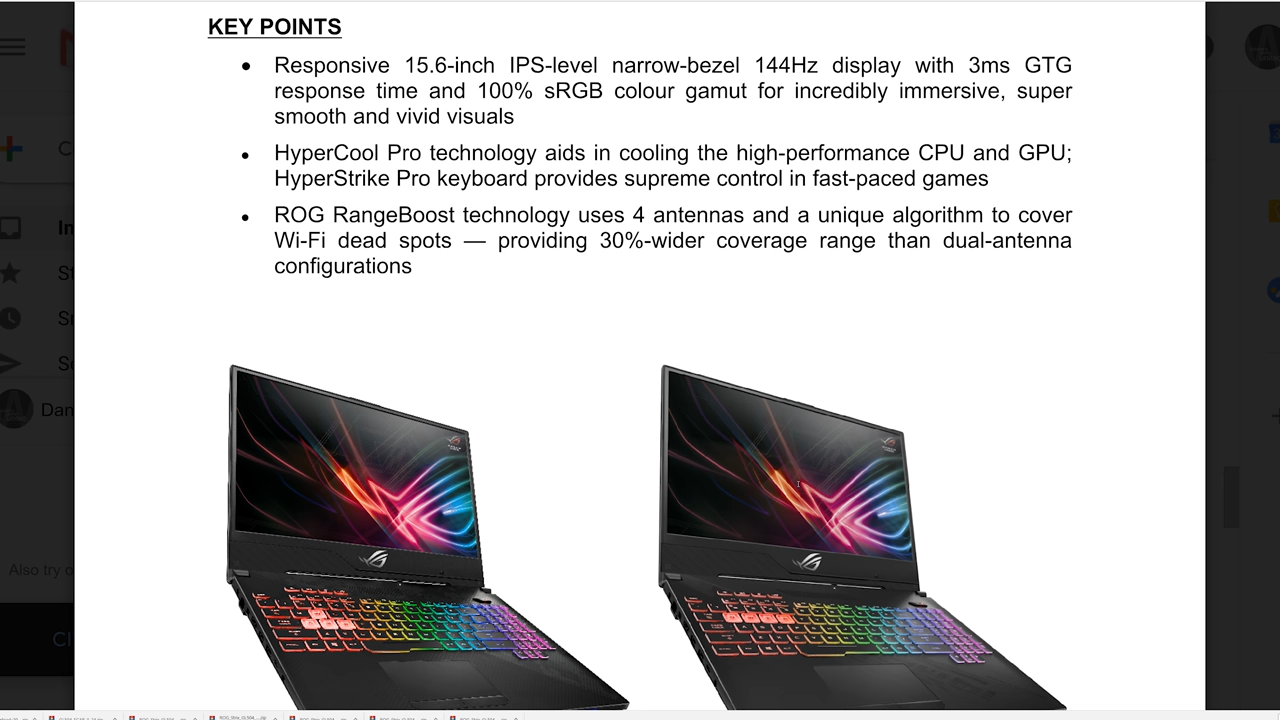 KEY POINTS
• Responsive 15.6-inch IPS-level narrow-bezel 144Hz display with 3ms GTG
response time and 100% sRGB colour gamut for incredibly immersive, super
smooth and vivid visuals
• HyperCool Pro technology aids in cooling the high-performance CPU and GPU;
HyperStrike Pro keyboard provides supreme control in fast-paced games
• ROG RangeBoost technology uses 4 antennas and a unique algorithm to cover
Wi-Fi dead spots — providing 30%-wider coverage range than dual-antenna
configurations
Dan
Also try o